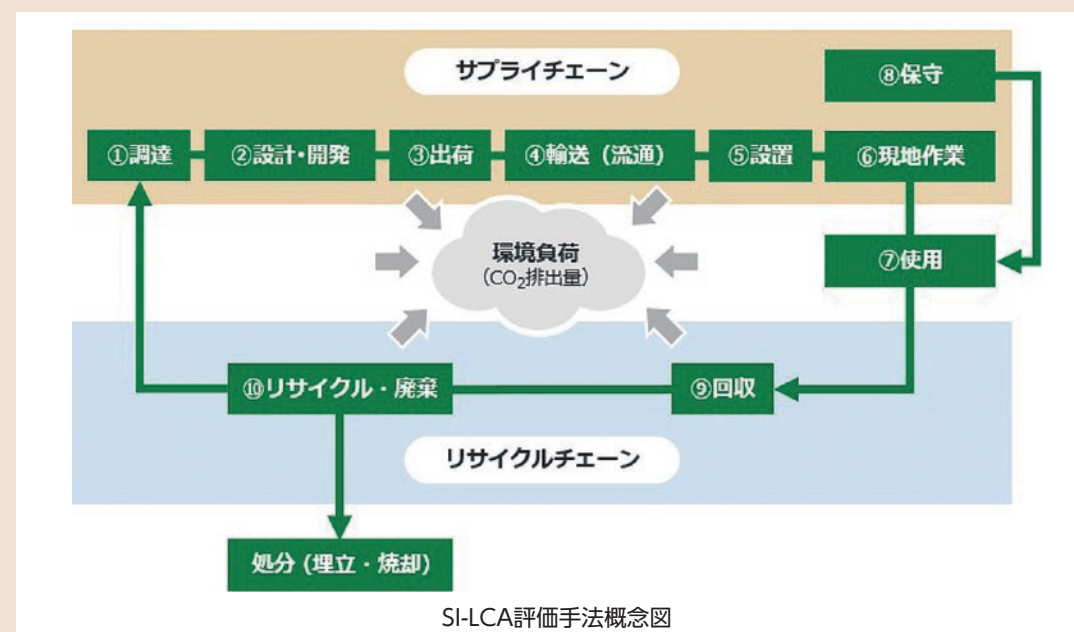 サプライチェーン
⑧保守
①調達
②設計・開発
③出荷
④輸送（流通）
⑤設置
⑥現地作業
環境負荷
（CO₂排出量）
⑦使用
⑩リサイクル・廃棄
⑨回収
リサイクルチェーン
処分（埋立・焼却）
SI-LCA評価手法概念図